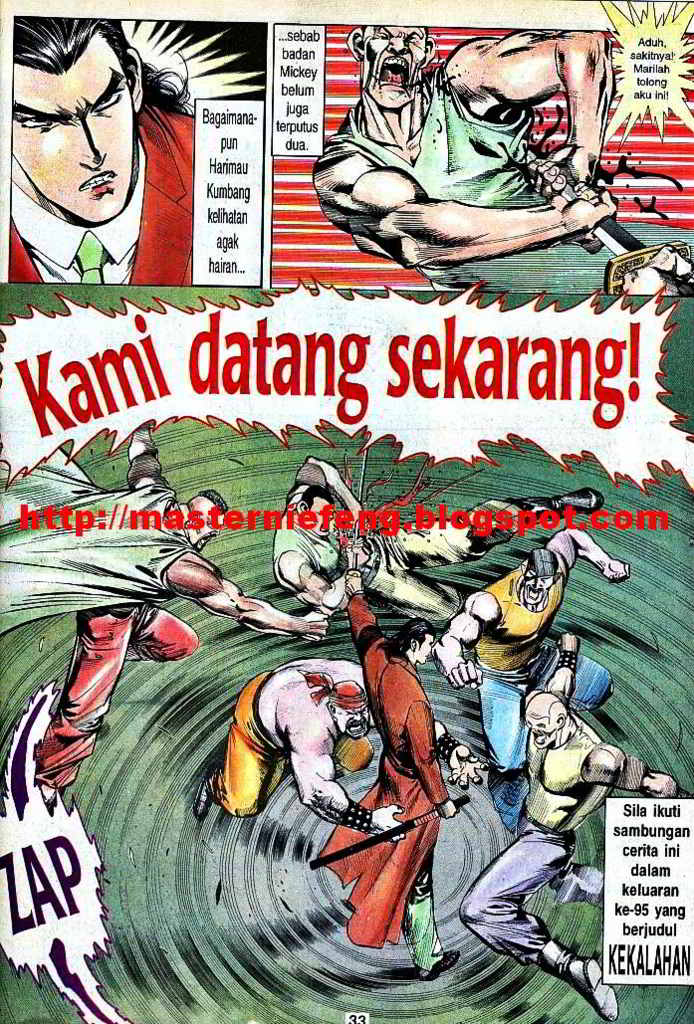 Bagaimana-
pun
Harimau
Kumbang
kelihatan
agak
hairan...
...sebab
badan
Mickey
belum
juga
terputus
dua.
Aduh,
sakitnya!
Marilah
tolong
aku ini!
Kami datang sekarang!
http://masterniefeng.blogspot.com
ZAP
Sila ikuti
sambungan
cerita ini
dalam
keluaran
ke-95 yang
berjudul
KEKALAHAN
33